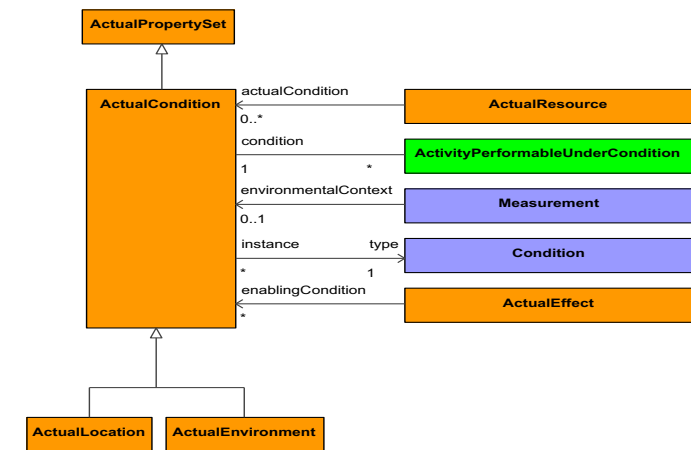 ActualPropertySet
ActualCondition
actualCondition
0..*
ActualResource
condition
1 *
ActivityPerformableUnderCondition
environmentalContext
0..1
Measurement
instance type
* 1
Condition
enablingCondition
*
ActualEffect
ActualLocation ActualEnvironment